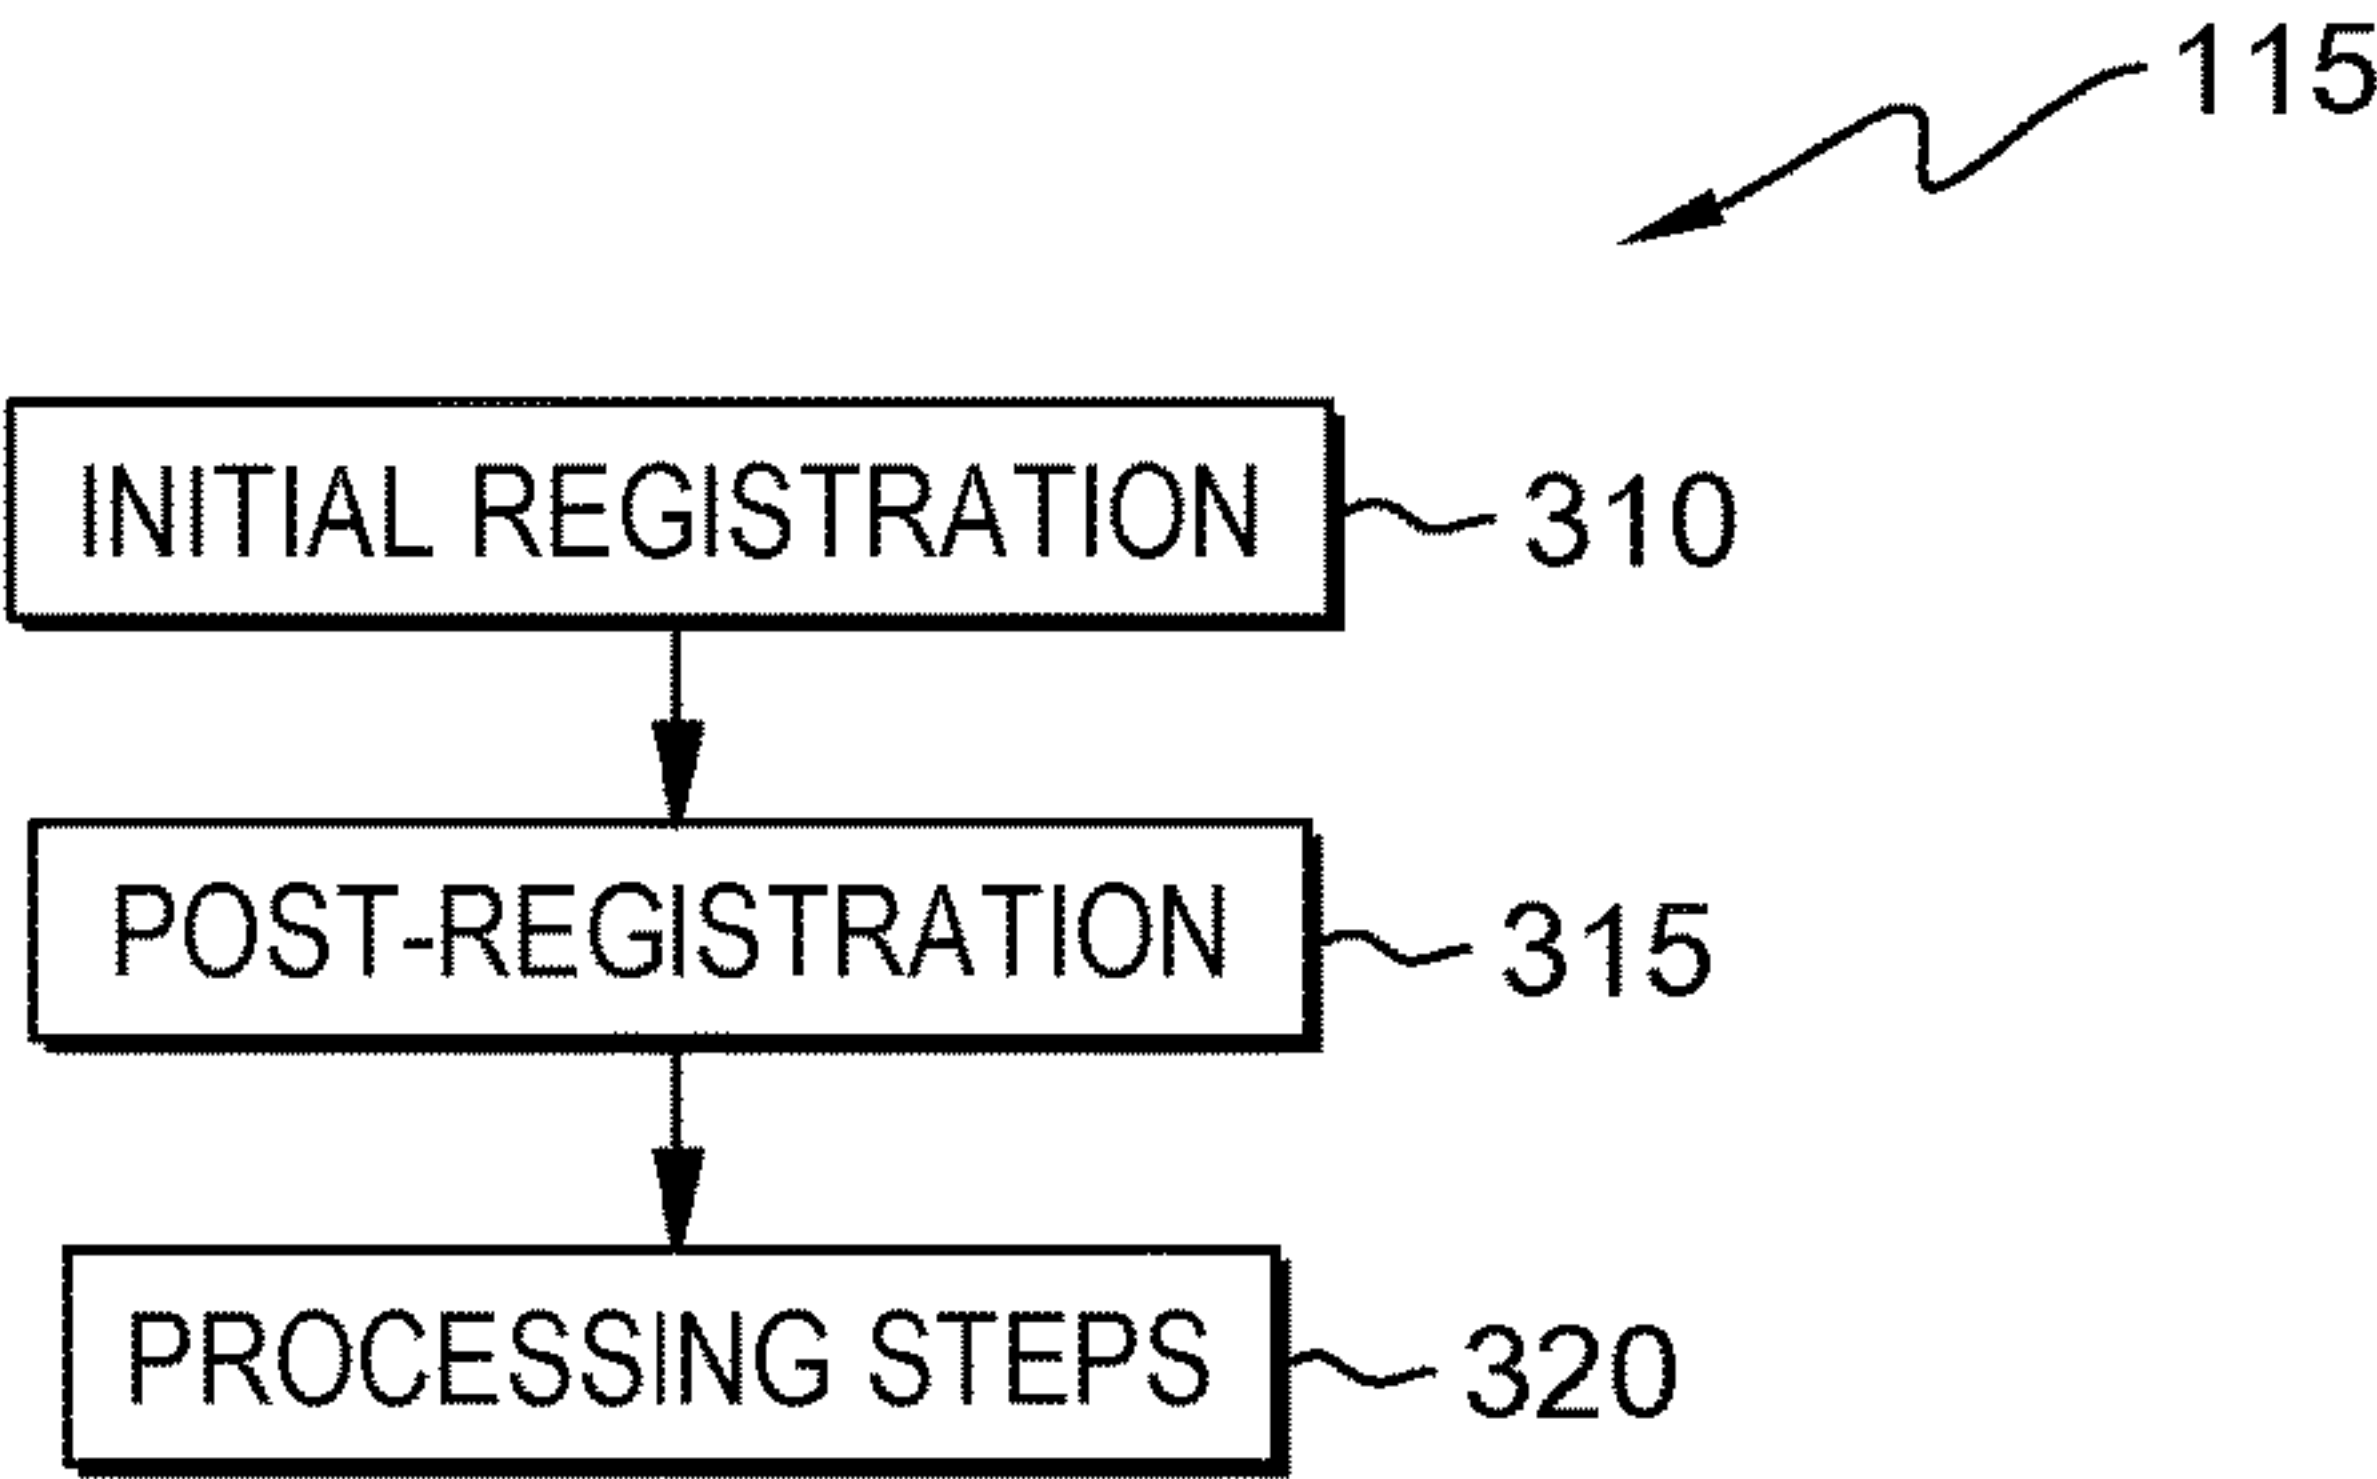 115
INITIAL REGISTRATION 310
POST-REGISTRATION 315
PROCESSING STEPS 320